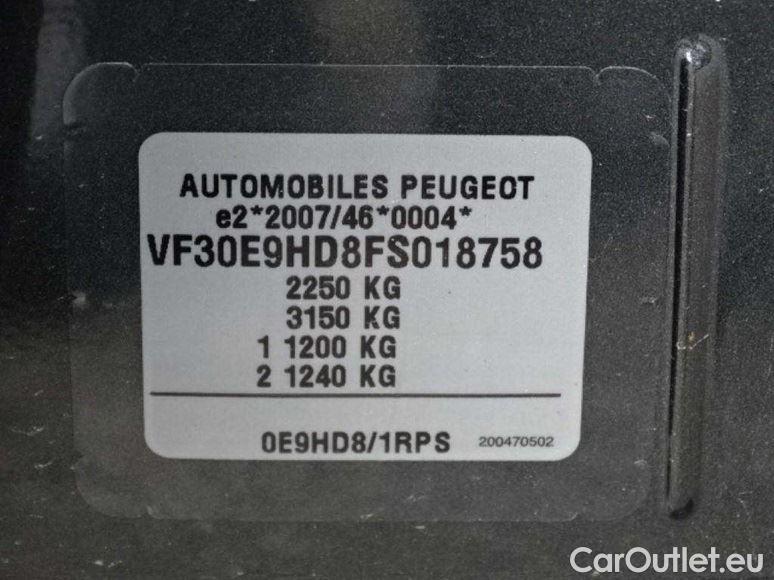 AUTOMOBILES PEUGEOT
e2*2007/46*0004*
VF30E9HD8FS018758
2250 KG
3150 KG
1 1200 KG
2 1240 KG
0E9HD8/1RPS 200470502
CarOutlet.eu